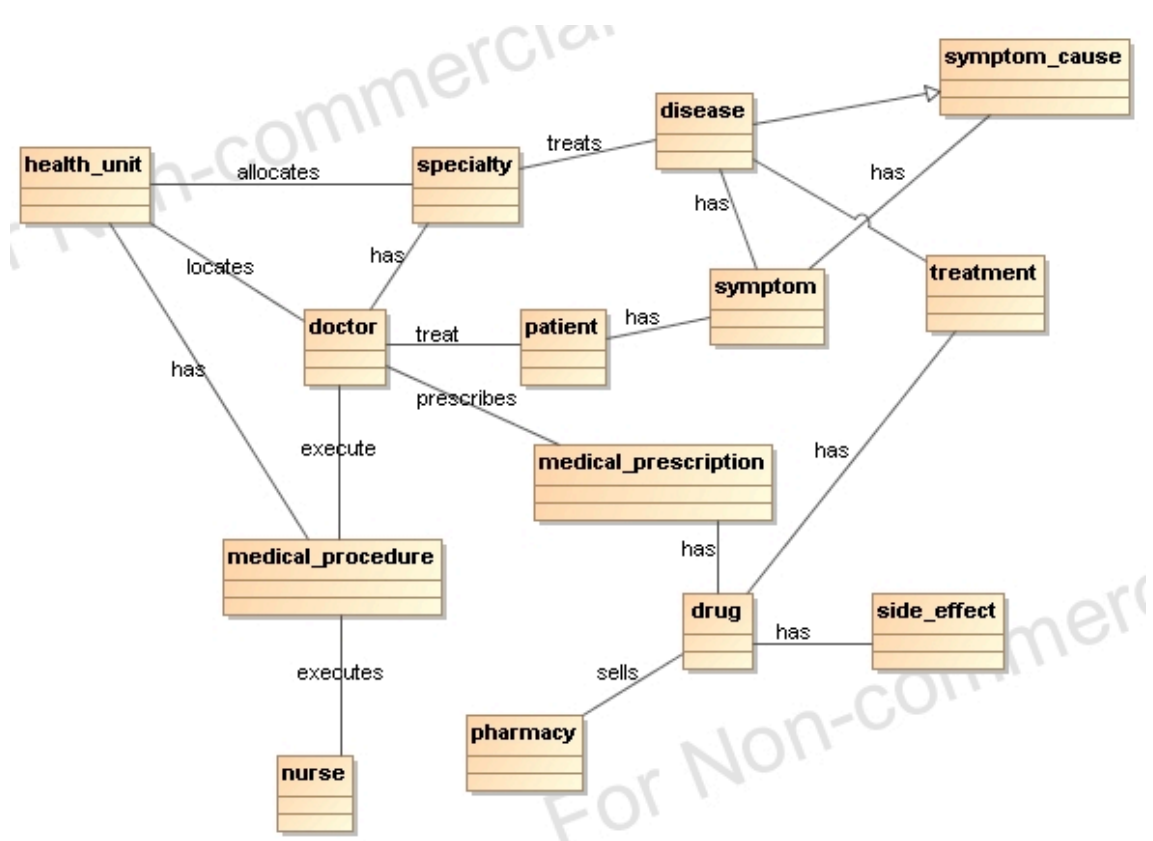 For Non-commercial
symptom_cause
disease
treats
health_unit
allocates
specialty
has
has
has
locates
treatment
symptom
doctor
treat
patient
has
has
prescribes
execute
has
medical_prescription
has
medical_procedure
drug
side_effect
has
executes
sells
pharmacy
nurse
For Non-commerc